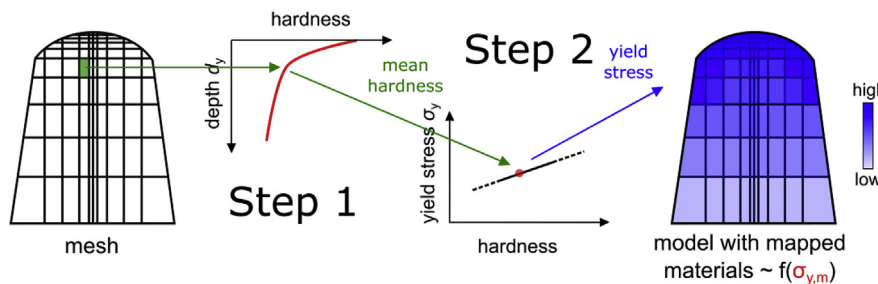 hardness
depth dy
mean
hardness
Step 1
mesh
Step 2
yield
stress
yield stress σy
hardness
high
low
model with mapped
materials ~ f(σy,m)